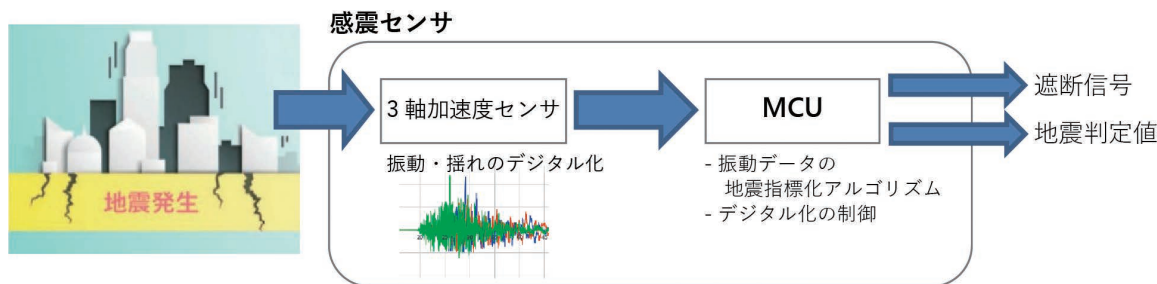 感震センサ
地震発生
3 軸加速度センサ
振動・揺れのデジタル化
MCU
- 振動データの
地震指標化アルゴリズム
- デジタル化の制御
遮断信号
地震判定値